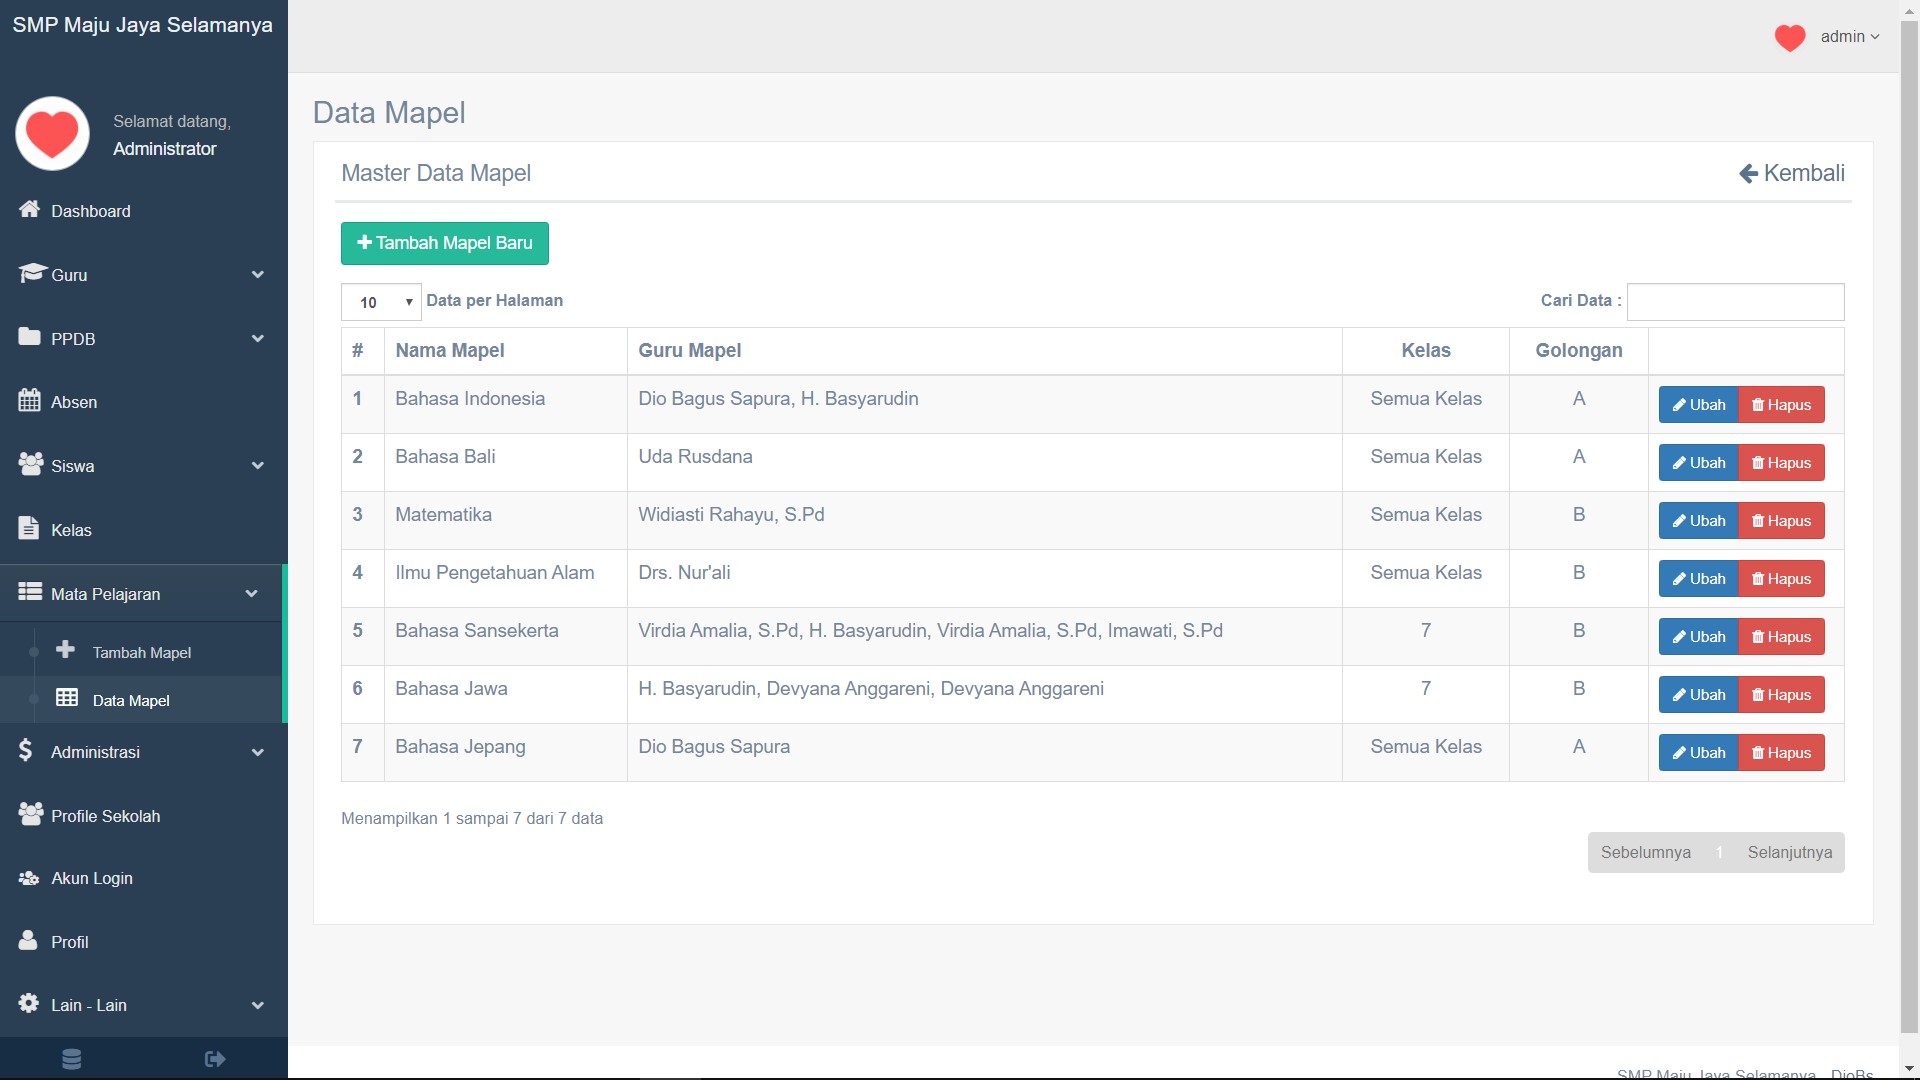 SMP Maju Jaya Selamanya
admin
Selamat datang,
Administrator
Dashboard
Guru
PPDB
Absen
Siswa
Kelas
Mata Pelajaran
Tambah Mapel
Data Mapel
Administrasi
Profile Sekolah
Akun Login
Profil
Lain - Lain
Data Mapel
Master Data Mapel
Kembali
Tambah Mapel Baru
10 Data per Halaman
Cari Data :
# Nama Mapel Guru Mapel Kelas Golongan
1 Bahasa Indonesia Dio Bagus Sapura, H. Basyarudin Semua Kelas A Ubah Hapus
2 Bahasa Bali Uda Rusdana Semua Kelas A Ubah Hapus
3 Matematika Widiasti Rahayu, S.Pd Semua Kelas B Ubah Hapus
4 Ilmu Pengetahuan Alam Drs. Nur'ali Semua Kelas B Ubah Hapus
5 Bahasa Sansekerta Virdia Amalia, S.Pd, H. Basyarudin, Virdia Amalia, S.Pd, Imawati, S.Pd 7 B Ubah Hapus
6 Bahasa Jawa H. Basyarudin, Devyana Anggareni, Devyana Anggareni 7 B Ubah Hapus
7 Bahasa Jepang Dio Bagus Sapura Semua Kelas A Ubah Hapus
Menampilkan 1 sampai 7 dari 7 data
Sebelumnya 1 Selanjutnya
SMP Maju Jaya Selamanya DioBs